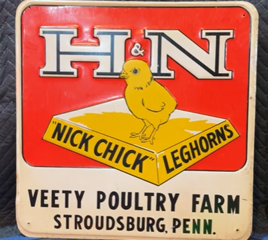 H&N
"NICK CHICK" LEGHORNS
VEETY POULTRY FARM
STROUDSBURG, PENN.